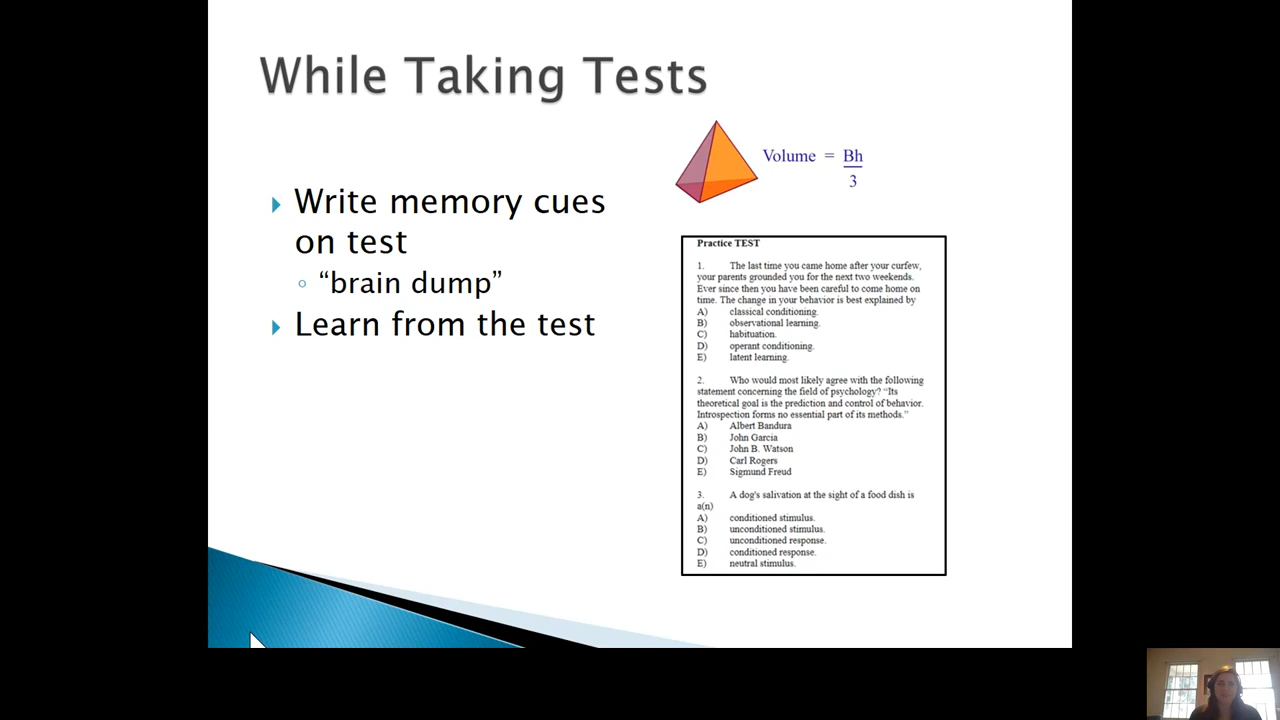 While Taking Tests
Volume = Bh
3
Write memory cues
on test
“brain dump”
Learn from the test
Practice TEST
1. The last time you came home after your curfew,
your parents grounded you for the next two weekends.
Ever since then you have been careful to come home on
time. The change in your behavior is best explained by
A) classical conditioning.
B) observational learning.
C) habituation.
D) operant conditioning.
E) latent learning.
2. Who would most likely agree with the following
statement concerning the field of psychology? “Its
theoretical goal is the prediction and control of behavior.
Introspection forms no essential part of its methods.”
A) Albert Bandura
B) John Garcia
C) John B. Watson
D) Carl Rogers
E) Sigmund Freud
3. A dog's salivation at the sight of a food dish is
a(n)
A) conditioned stimulus.
B) unconditioned stimulus.
C) unconditioned response.
D) conditioned response.
E) neutral stimulus.